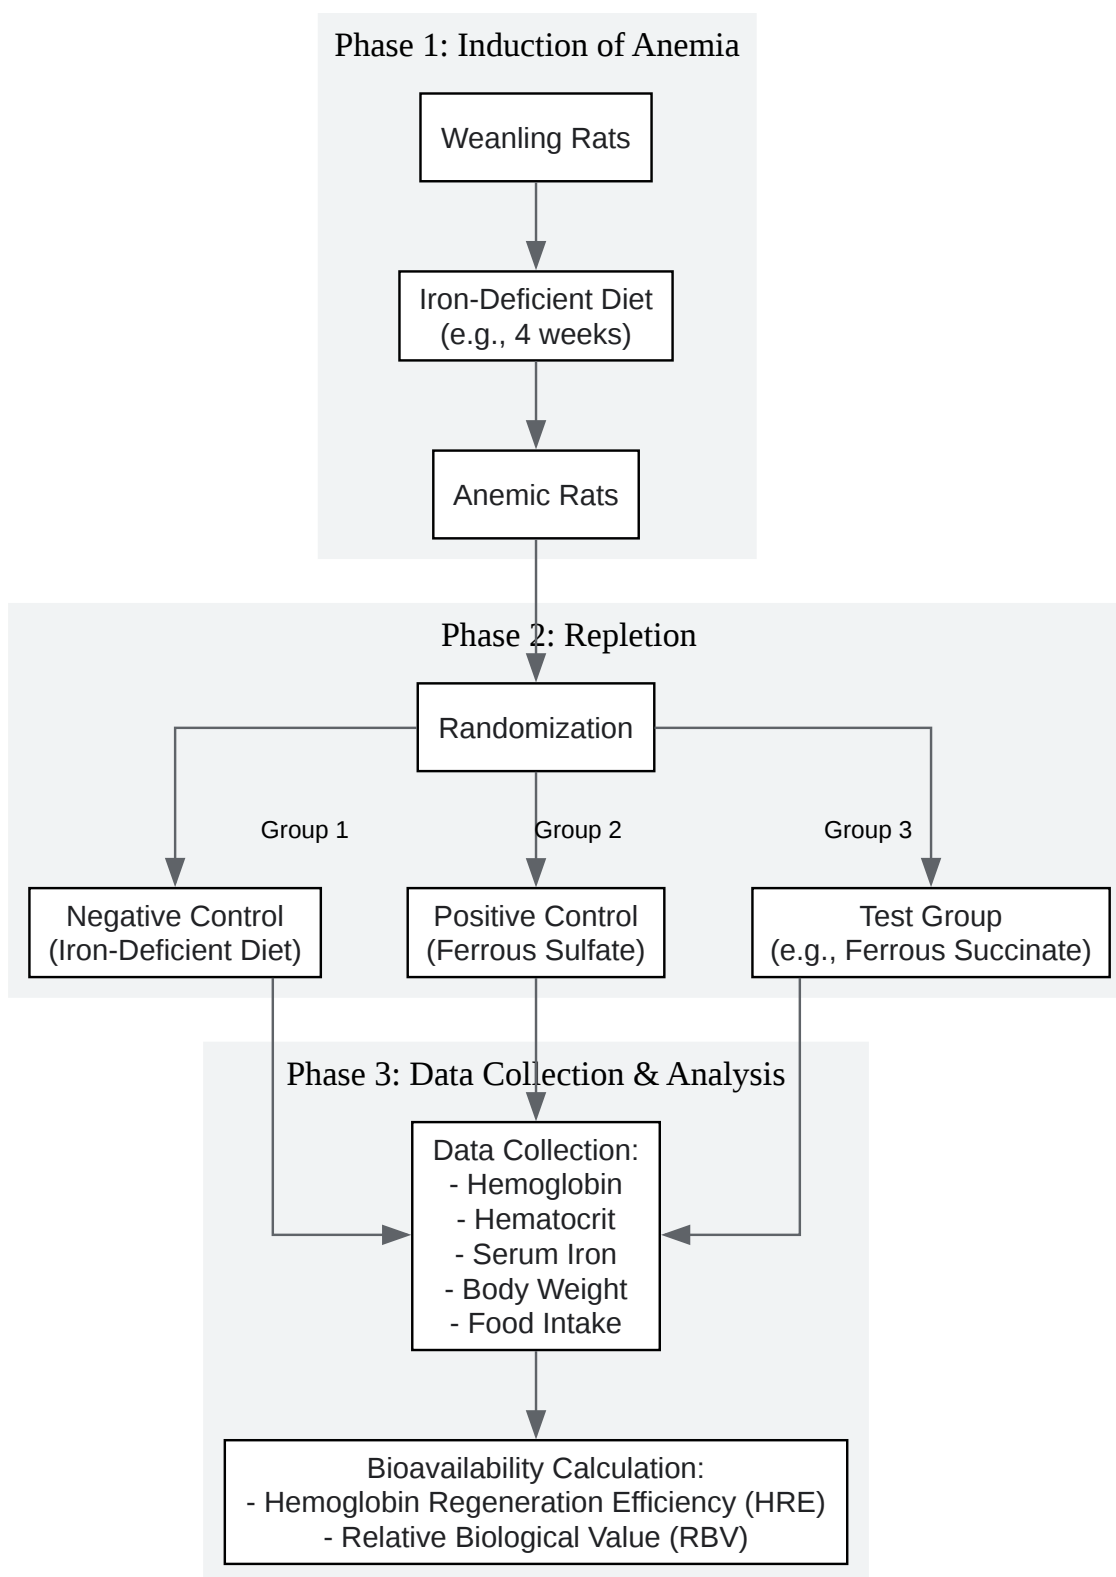 Phase 1: Induction of Anemia
Weanling Rats
Iron-Deficient Diet
(e.g., 4 weeks)
Anemic Rats
Phase 2: Repletion
Randomization
Group 1
Group 2
Group 3
Negative Control
(Iron-Deficient Diet)
Positive Control
(Ferrous Sulfate)
Test Group
(e.g., Ferrous Succinate)
Phase 3: Data Collection & Analysis
Data Collection:
- Hemoglobin
- Hematocrit
- Serum Iron
- Body Weight
- Food Intake
Bioavailability Calculation:
- Hemoglobin Regeneration Efficiency (HRE)
- Relative Biological Value (RBV)